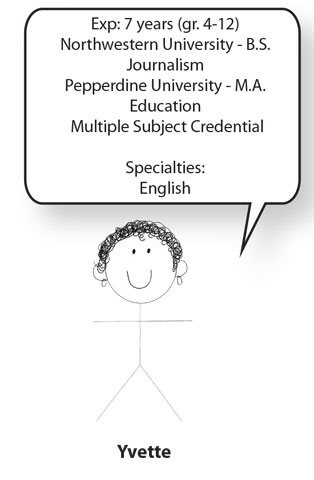 Exp: 7 years (gr. 4-12)
Northwestern University - B.S.
Journalism
Pepperdine University - M.A.
Education
Multiple Subject Credential
Specialties:
English
Yvette